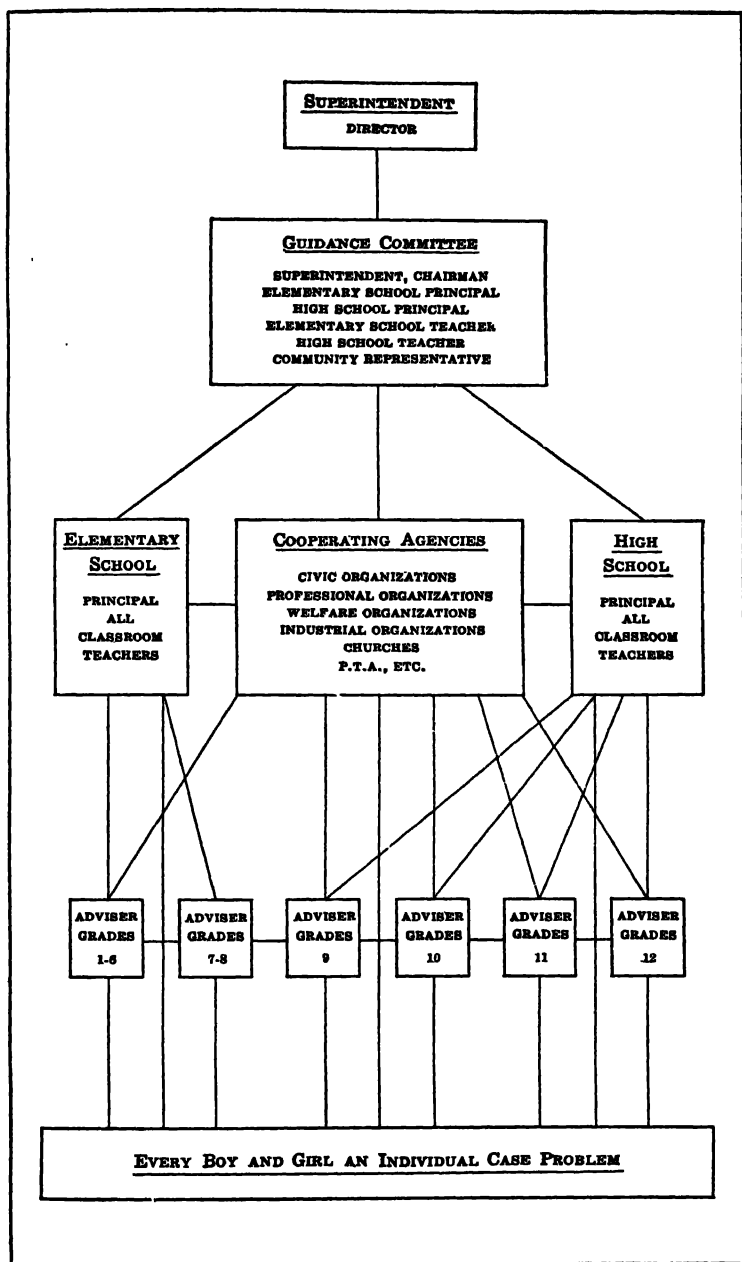 SUPERINTENDENT
DIRECTOR
GUIDANCE COMMITTEE
SUPERINTENDENT, CHAIRMAN
ELEMENTARY SCHOOL PRINCIPAL
HIGH SCHOOL PRINCIPAL
ELEMENTARY SCHOOL TEACHER
HIGH SCHOOL TEACHER
COMMUNITY REPRESENTATIVE
ELEMENTARY
SCHOOL
PRINCIPAL
ALL
CLASSROOM
TEACHERS
COOPERATING AGENCIES
CIVIC ORGANIZATIONS
PROFESSIONAL ORGANIZATIONS
WELFARE ORGANIZATIONS
INDUSTRIAL ORGANIZATIONS
CHURCHES
P.T.A., ETC.
HIGH
SCHOOL
PRINCIPAL
ALL
CLASSROOM
TEACHERS
ADVISER
GRADES
1-6
ADVISER
GRADES
7-8
ADVISER
GRADES
9
ADVISER
GRADES
10
ADVISER
GRADES
11
ADVISER
GRADES
12
EVERY BOY AND GIRL AN INDIVIDUAL CASE PROBLEM